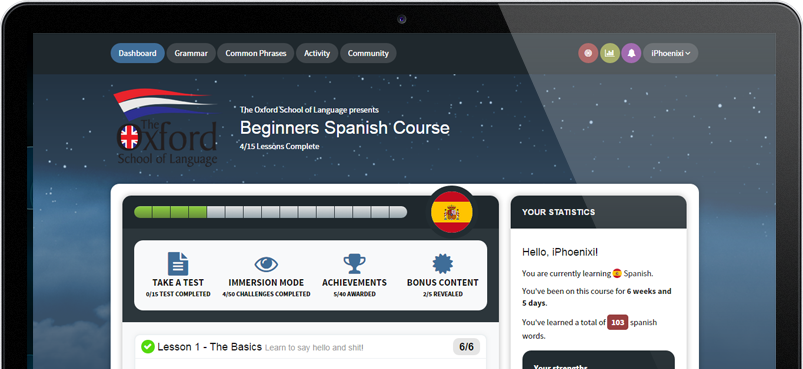 Dashboard
Grammar
Common Phrases
Activity
Community
iPhoenixi
The
Oxford
School of Language
The Oxford School of Language presents
Beginners Spanish Course
4/15 Lessons Complete
TAKE A TEST
0/15 TEST COMPLETED
IMMERSION MODE
4/50 CHALLENGES COMPLETED
ACHIEVEMENTS
5/40 AWARDED
BONUS CONTENT
2/5 REVEALED
Lesson 1 - The Basics Learn to say hello and shit!
6/6
YOUR STATISTICS
Hello, iPhoenixi!
You are currently learning Spanish.
You've been on this course for 6 weeks and
5 days.
You've learned a total of 103 spanish
words.
Your strengths